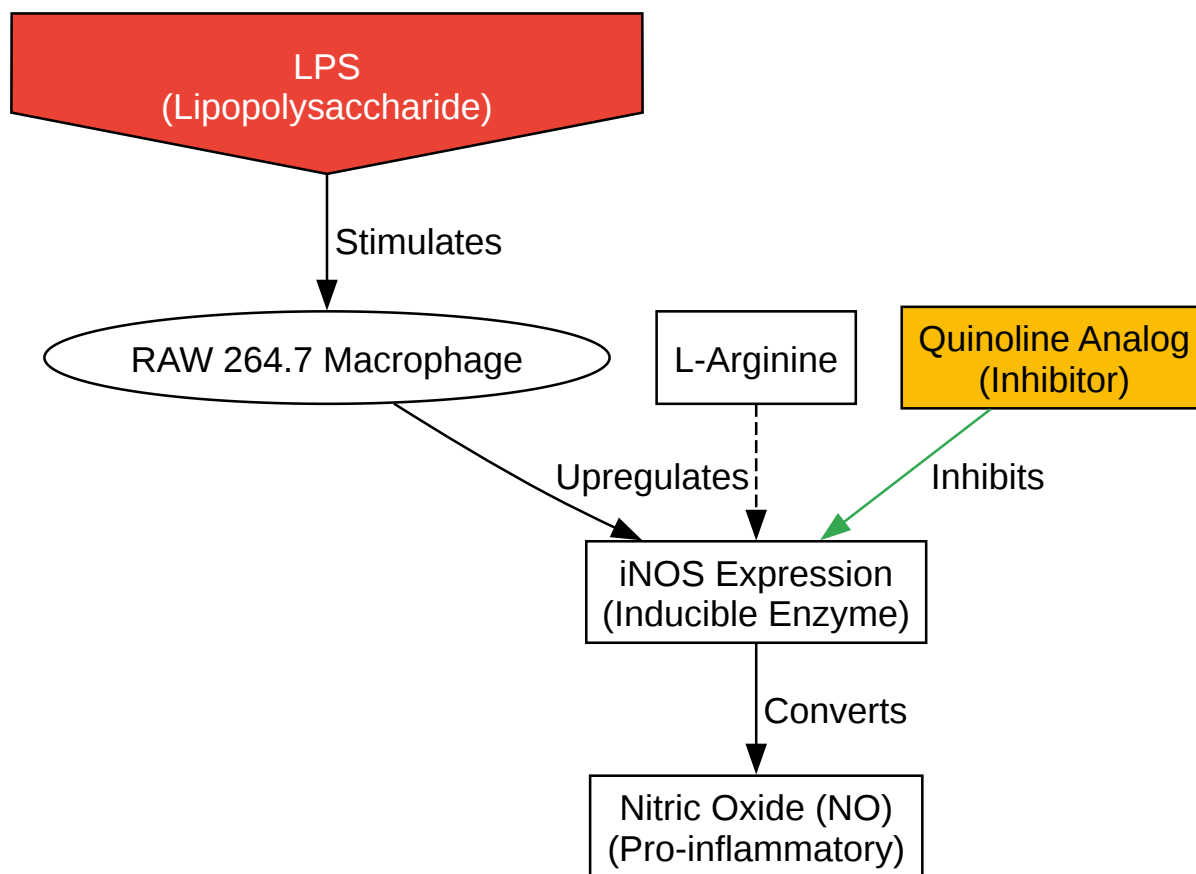 LPS
(Lipopolysaccharide)
Stimulates
RAW 264.7 Macrophage
L-Arginine
Quinoline Analog
(Inhibitor)
Upregulates
Inhibits
iNOS Expression
(Inducible Enzyme)
Converts
Nitric Oxide (NO)
(Pro-inflammatory)